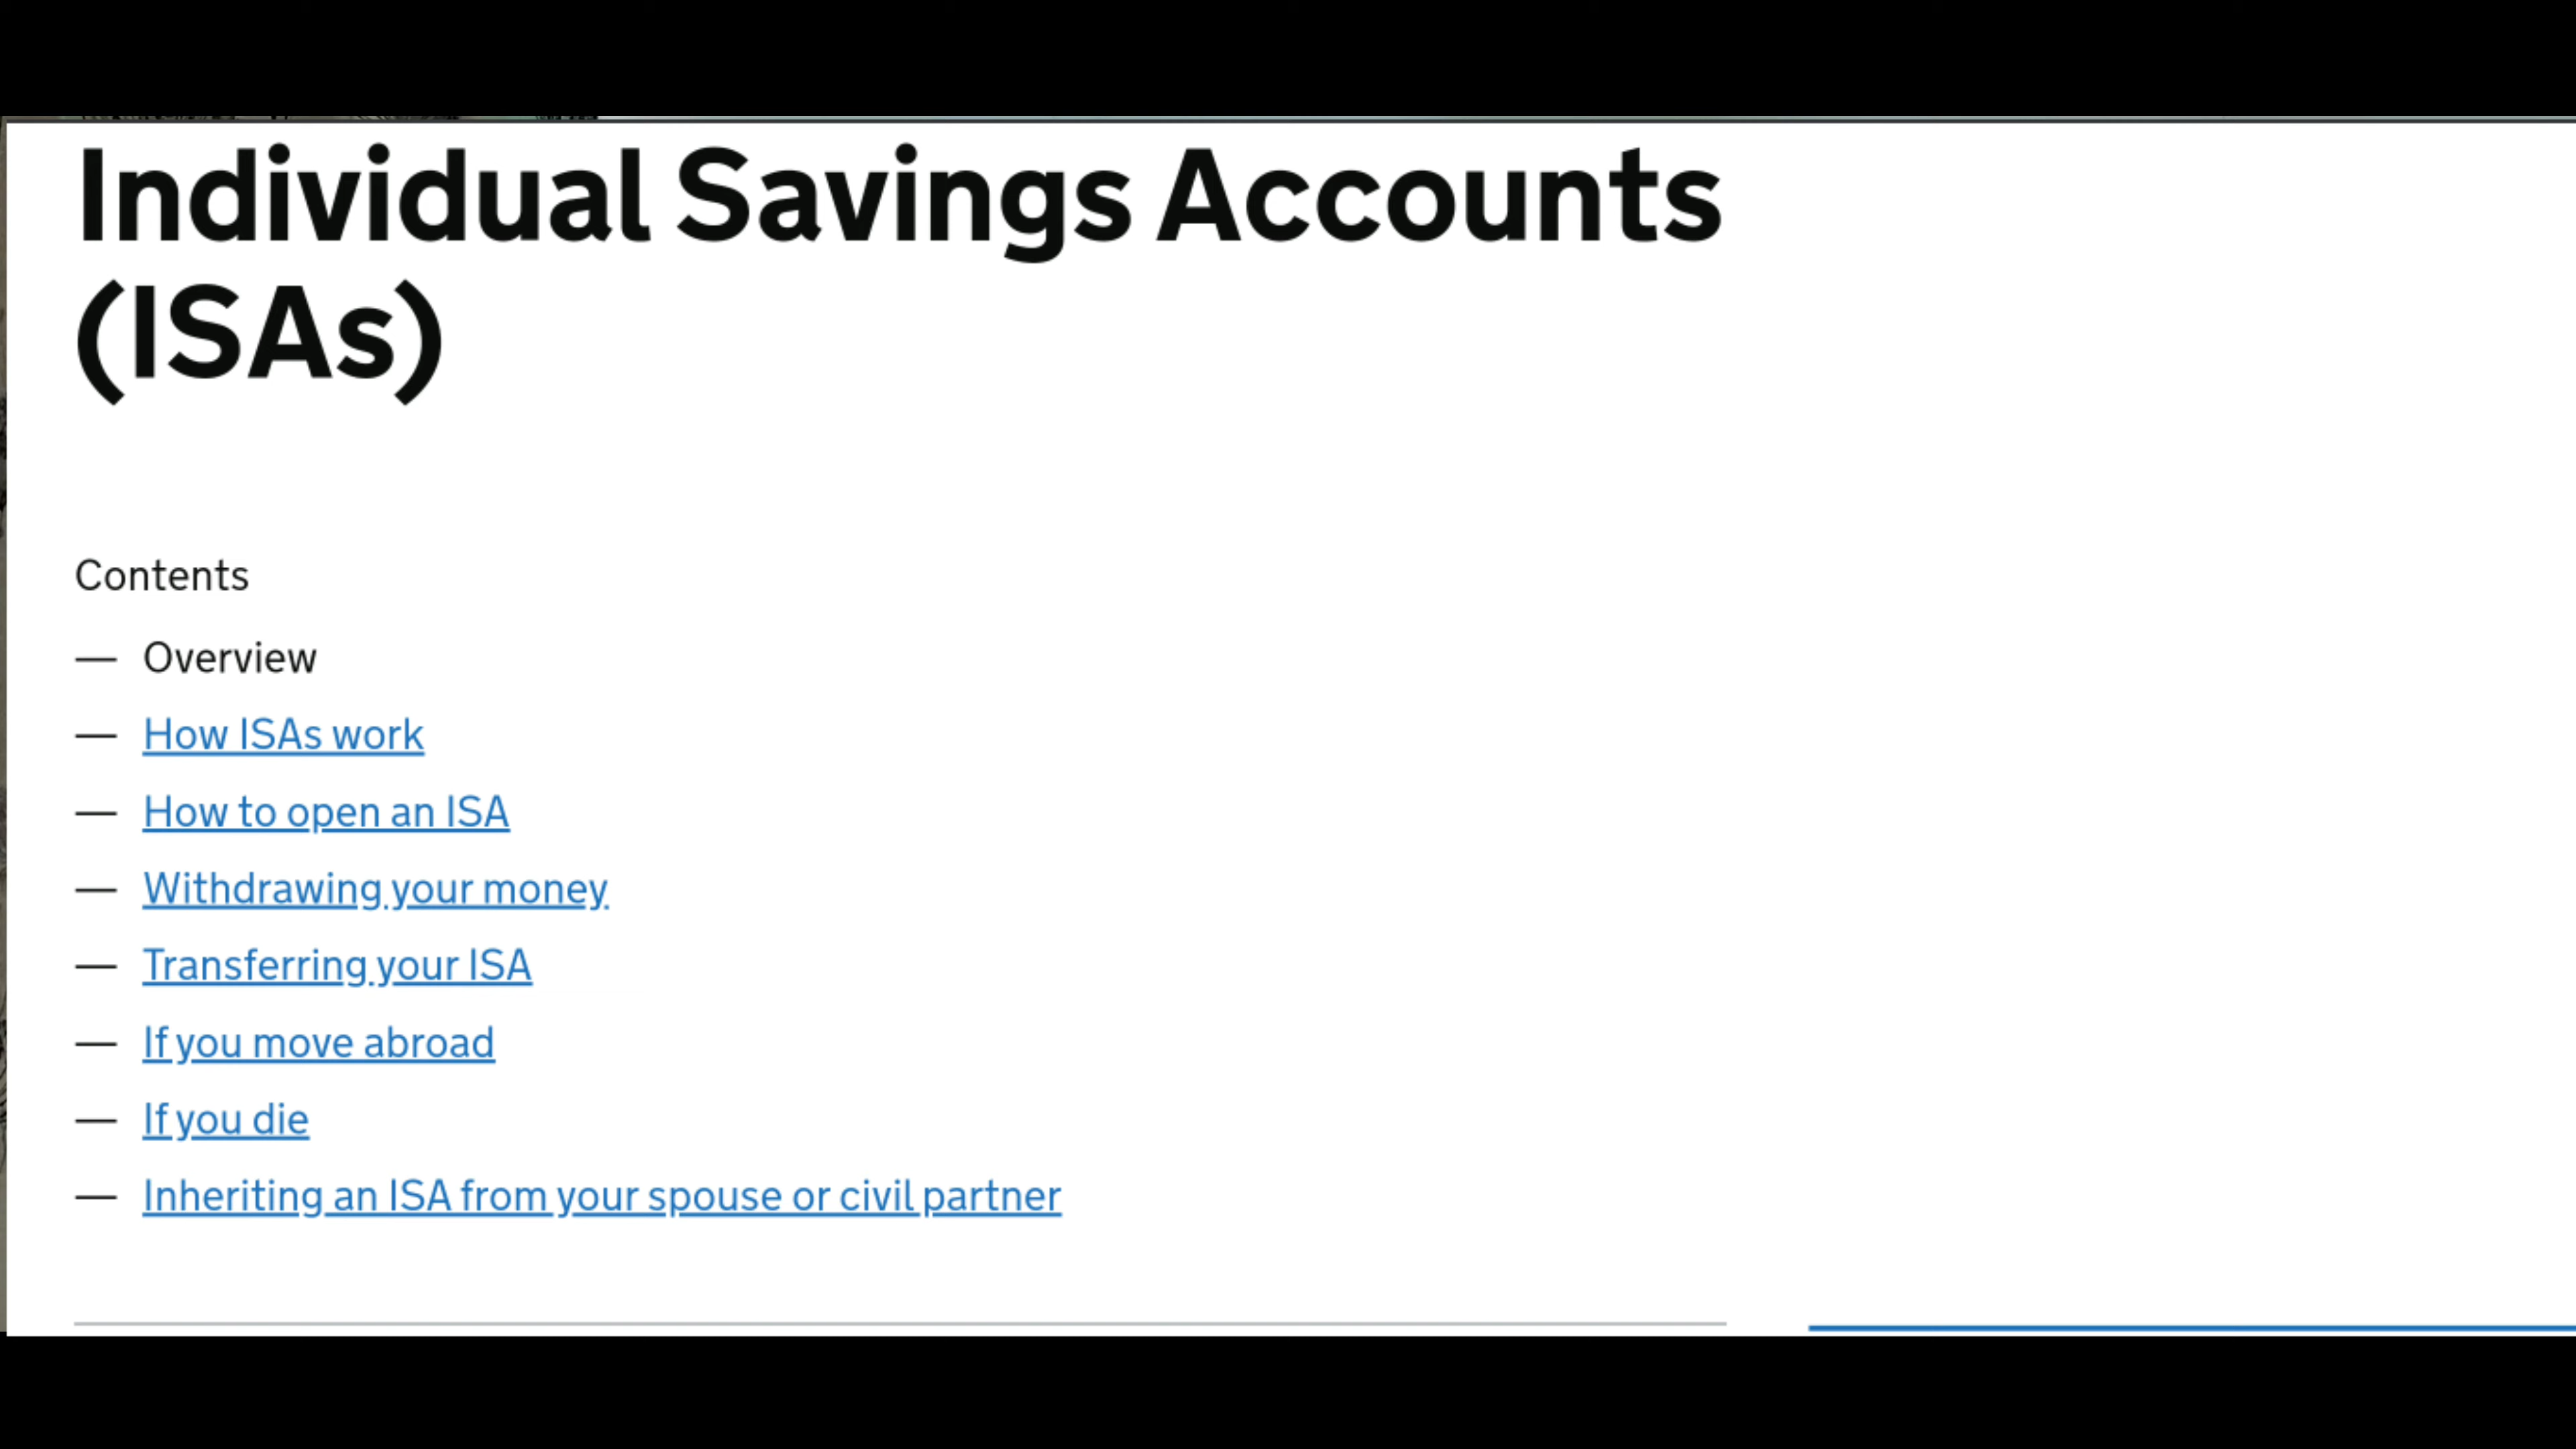 Individual Savings Accounts
(ISAs)
Contents
— Overview
— How ISAs work
— How to open an ISA
— Withdrawing your money
— Transferring your ISA
— If you move abroad
— If you die
— Inheriting an ISA from your spouse or civil partner